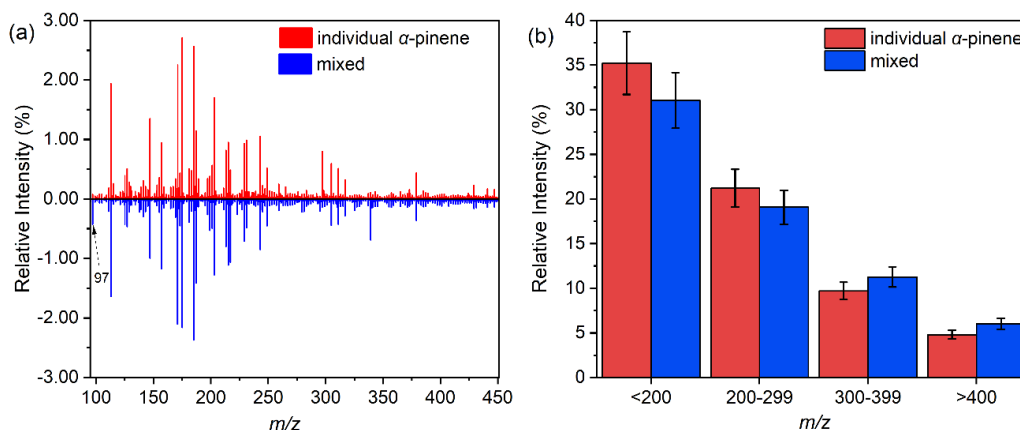 (a)
individual α-pinene
mixed
Relative Intensity (%)
3.00
2.00
1.00
0.00
-1.00
-2.00
-3.00
97
100 150 200 250 300 350 400 450
m/z
(b)
individual α-pinene
mixed
Relative Intensity (%)
40
35
30
25
20
15
10
5
0
<200 200-299 300-399 >400
m/z